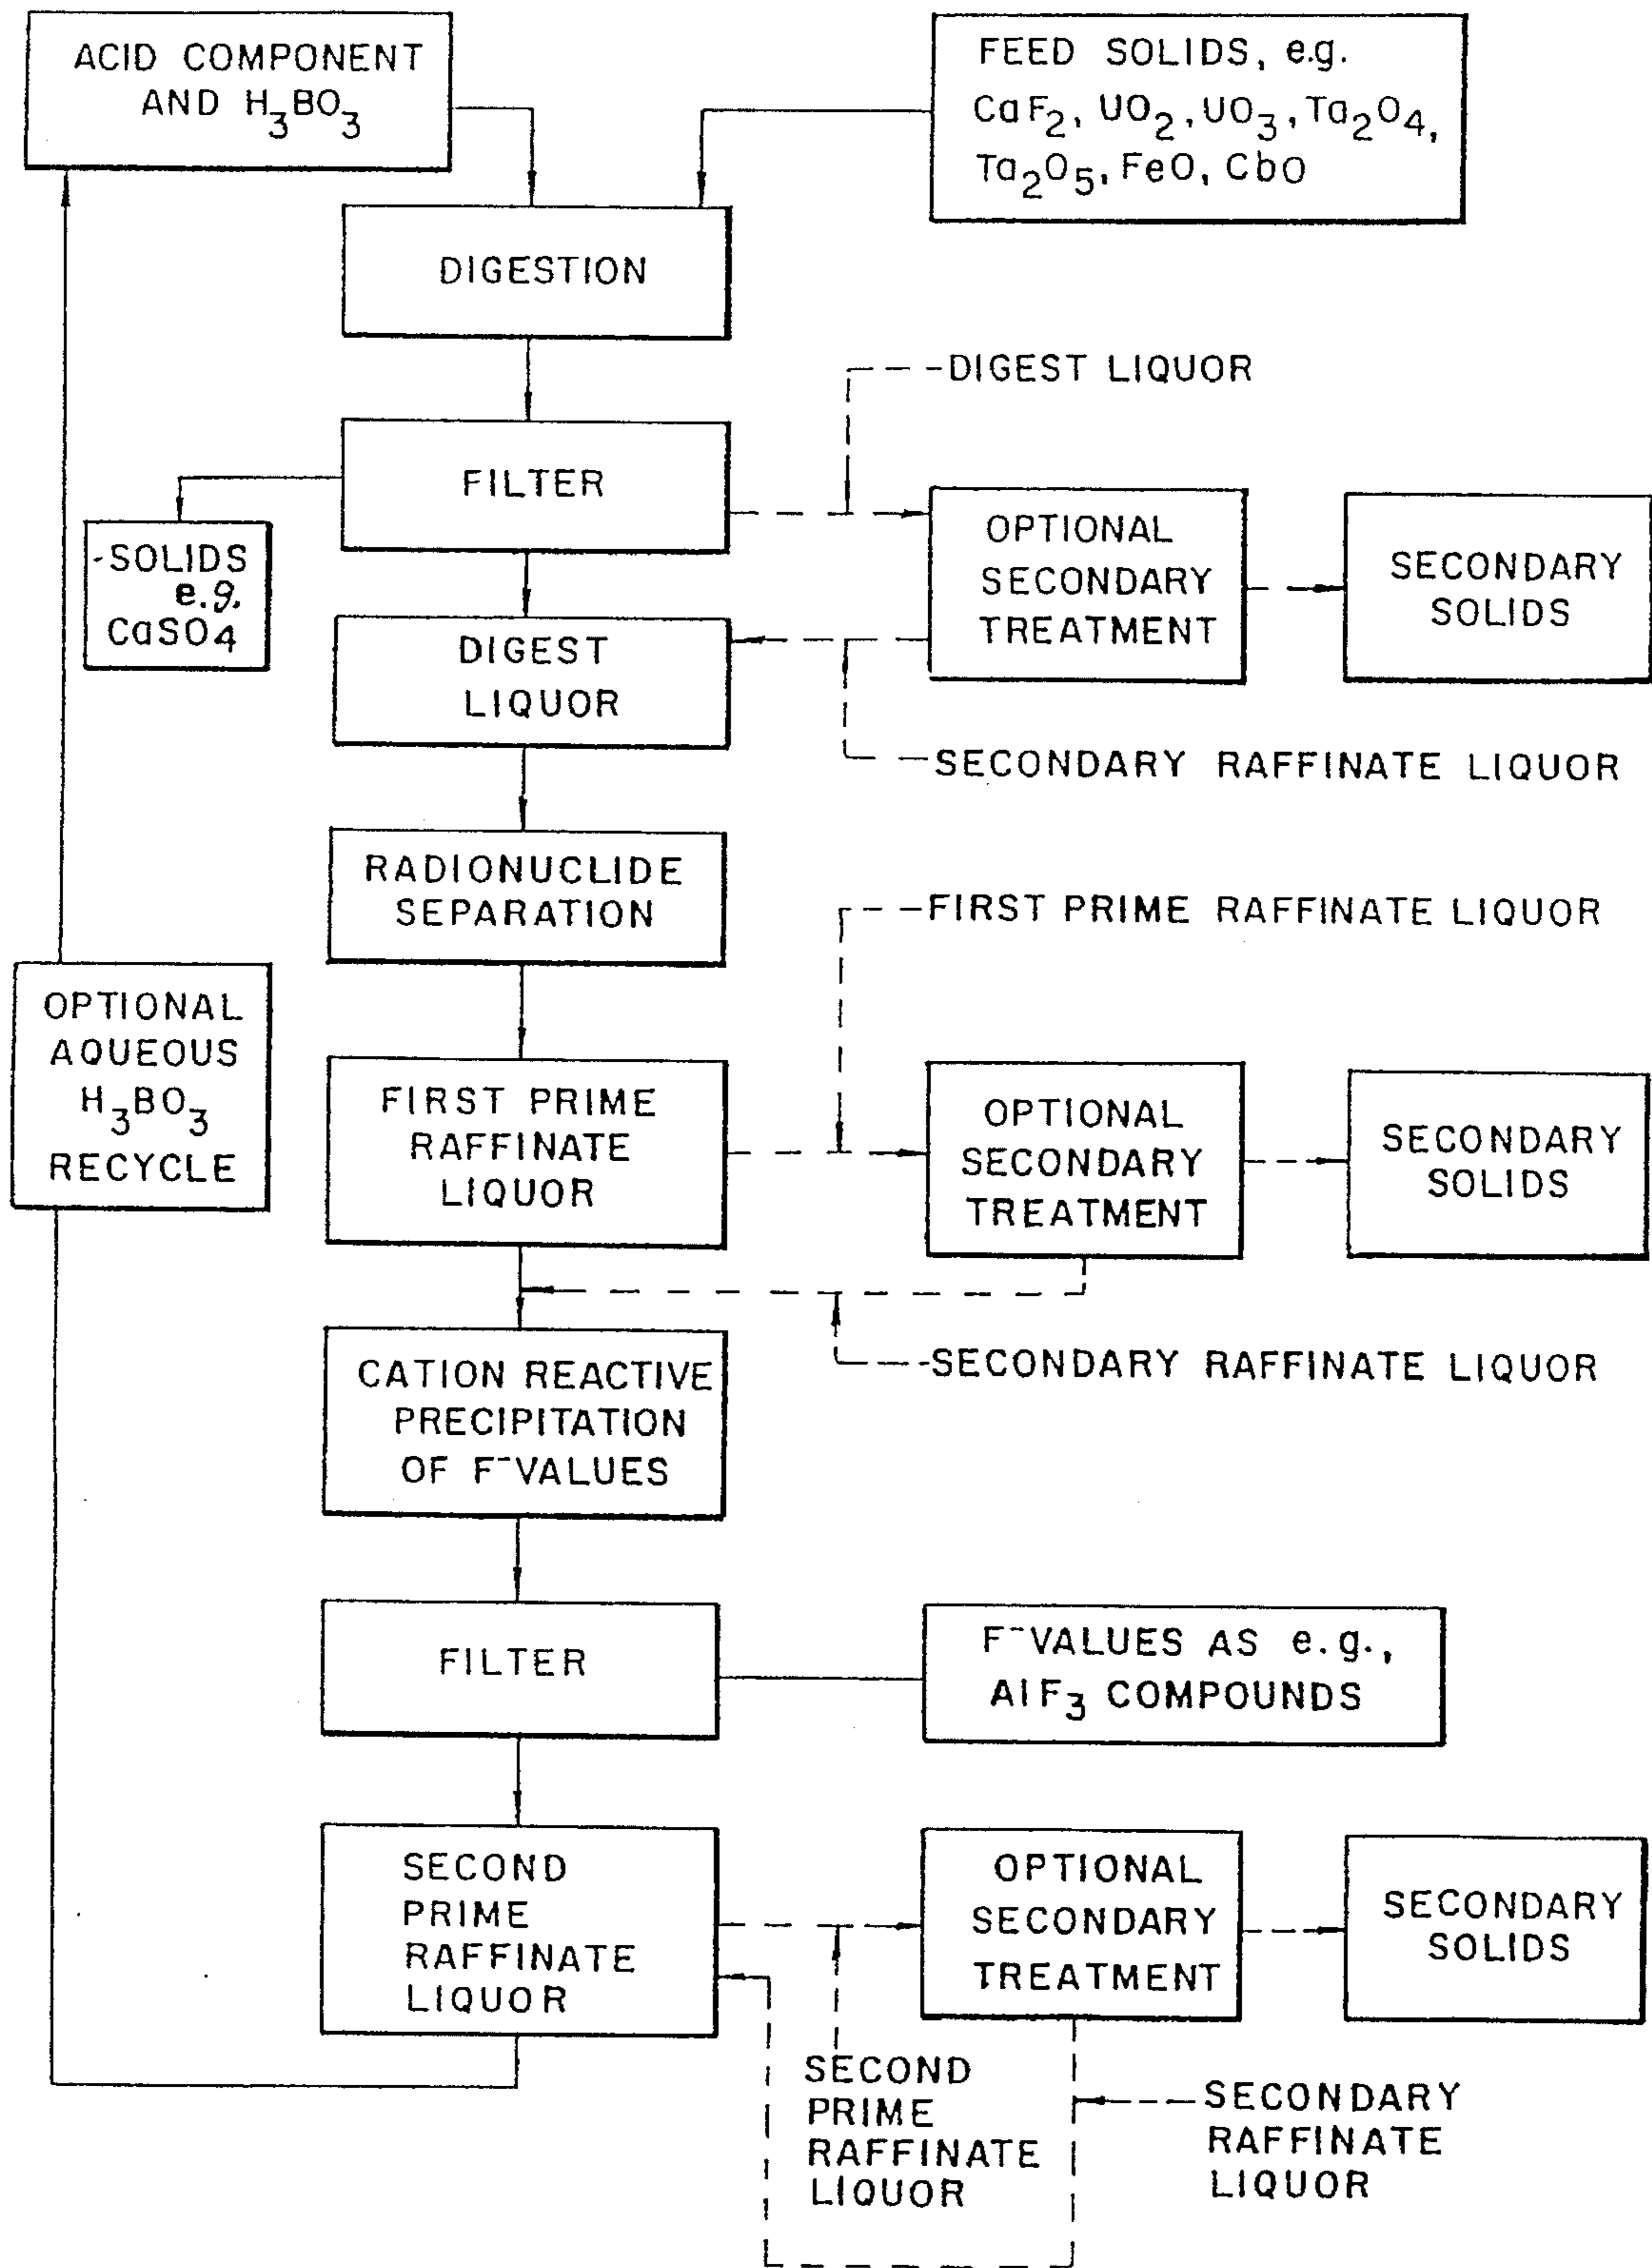 ACID COMPONENT
AND H₃BO₃
FEED SOLIDS, e.g.
CaF₂, UO₂, UO₃, Ta₂O₄,
Ta₂O₅, FeO, CbO
DIGESTION
DIGEST LIQUOR
FILTER
-SOLIDS
e.g.
CaSO4
OPTIONAL
SECONDARY
TREATMENT
SECONDARY
SOLIDS
DIGEST
LIQUOR
SECONDARY RAFFINATE LIQUOR
RADIONUCLIDE
SEPARATION
FIRST PRIME RAFFINATE LIQUOR
OPTIONAL
AQUEOUS
H₃BO₃
RECYCLE
FIRST PRIME
RAFFINATE
LIQUOR
OPTIONAL
SECONDARY
TREATMENT
SECONDARY
SOLIDS
SECONDARY RAFFINATE LIQUOR
CATION REACTIVE
PRECIPITATION
OF F⁻VALUES
FILTER
F⁻VALUES AS e.g.,
AlF₃ COMPOUNDS
SECOND
PRIME
RAFFINATE
LIQUOR
OPTIONAL
SECONDARY
TREATMENT
SECONDARY
SOLIDS
SECOND
PRIME
RAFFINATE
LIQUOR
SECONDARY
RAFFINATE
LIQUOR